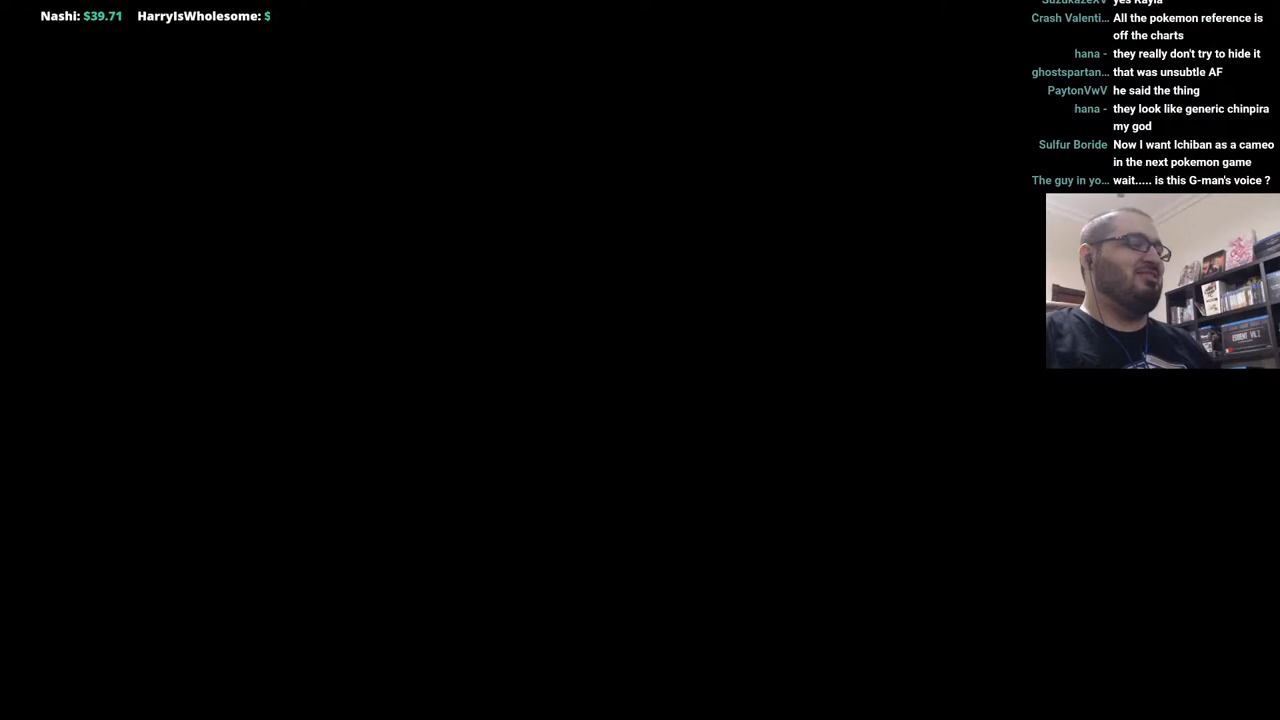 Nashi: $39.71 HarryIsWholesome: $
yes Kayla
Crash Valenti... All the pokemon reference is
off the charts
hana - they really don't try to hide it
ghostspartan... that was unsubtle AF
PaytonVwV he said the thing
hana - they look like generic chinpira
my god
Sulfur Boride Now I want Ichiban as a cameo
in the next pokemon game
The guy in yo... wait..... is this G-man's voice ?